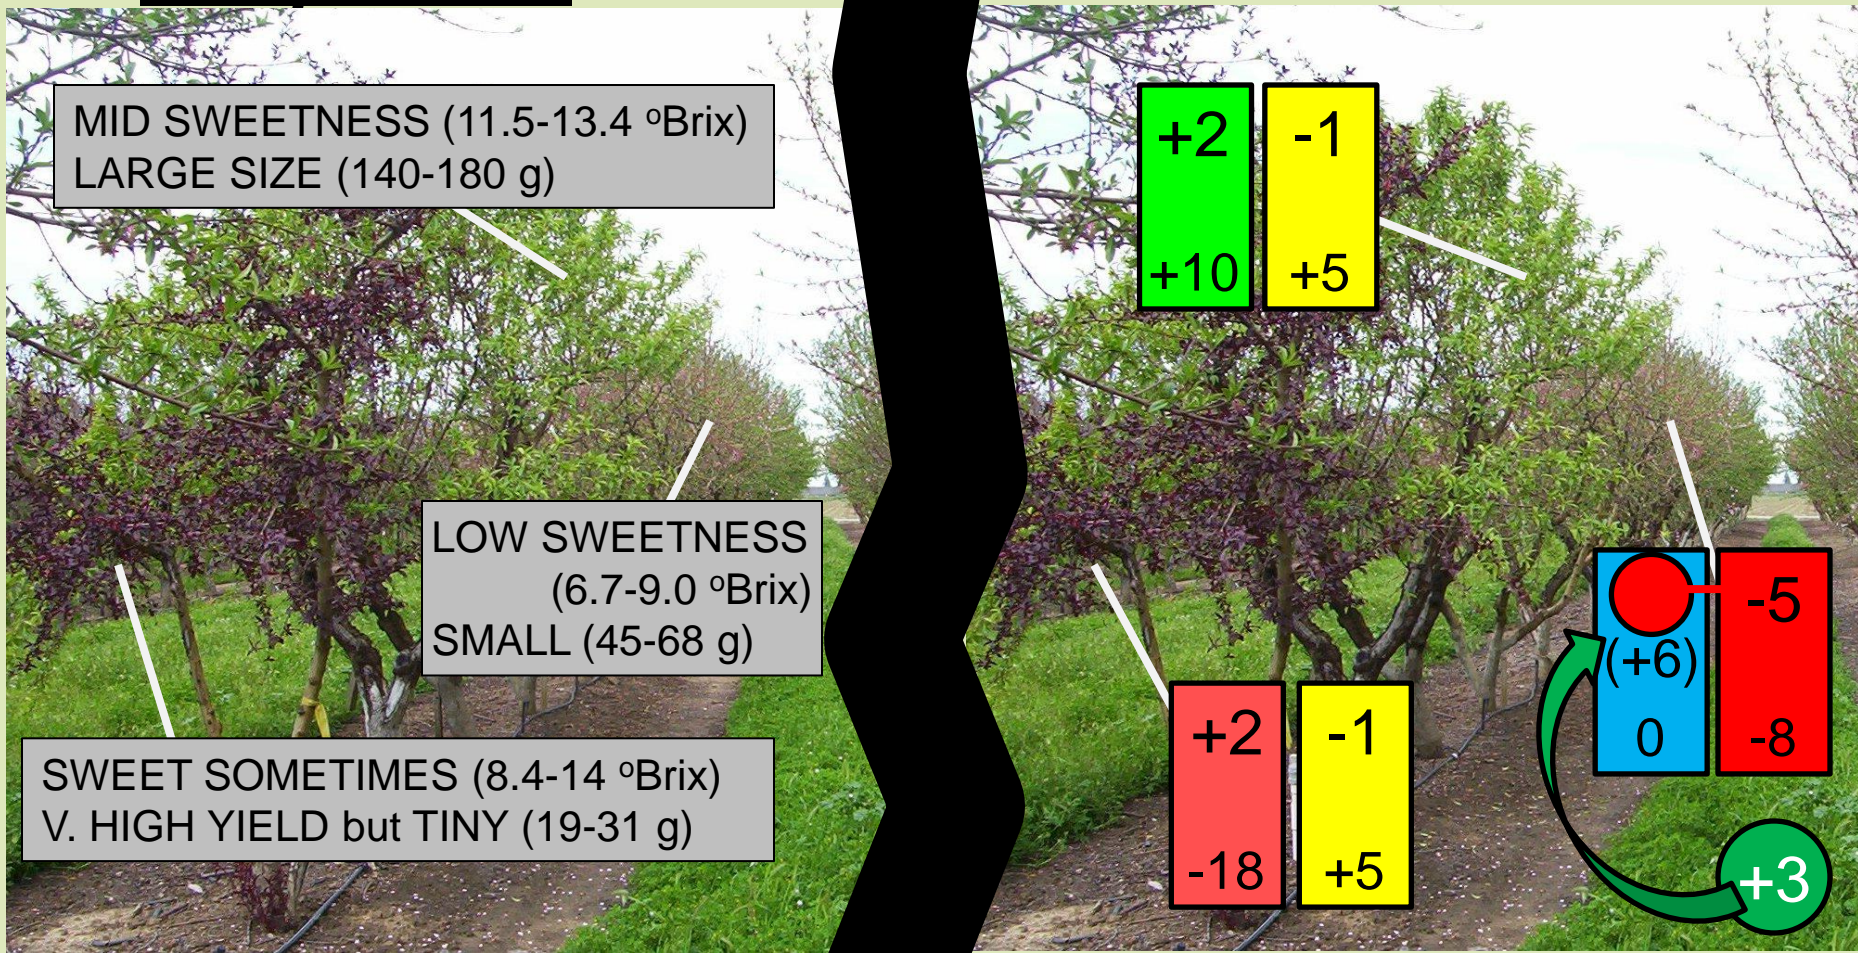 MID SWEETNESS (11.5-13.4 ºBrix)
LARGE SIZE (140-180 g)
LOW SWEETNESS
(6.7-9.0 ºBrix)
SMALL (45-68 g)
SWEET SOMETIMES (8.4-14 ºBrix)
V. HIGH YIELD but TINY (19-31 g)
+2
-1
+10
+5
-5
(+6)
0
-8
+2
-1
-18
+5
+3